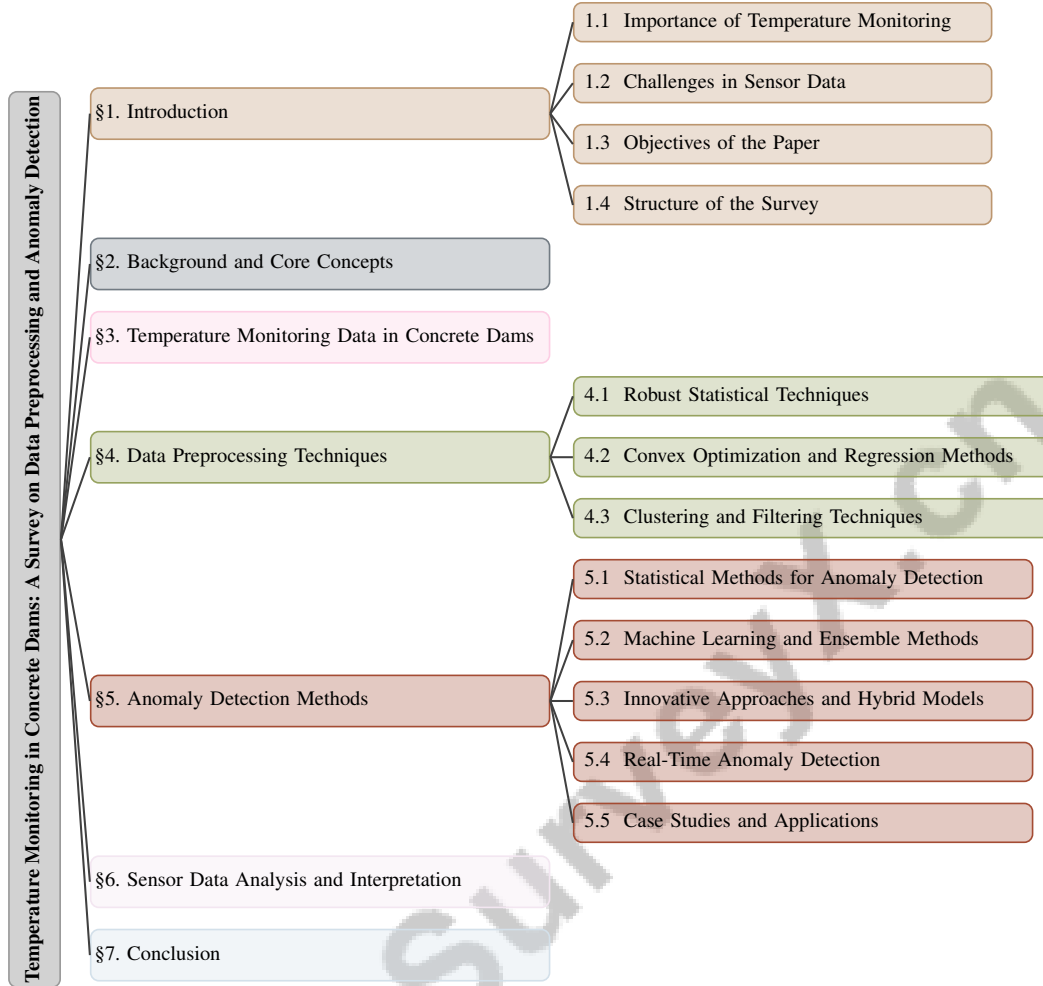 Temperature Monitoring in Concrete Dams: A Survey on Data Preprocessing and Anomaly Detection
§1. Introduction
1.1 Importance of Temperature Monitoring
1.2 Challenges in Sensor Data
1.3 Objectives of the Paper
1.4 Structure of the Survey
§2. Background and Core Concepts
§3. Temperature Monitoring Data in Concrete Dams
§4. Data Preprocessing Techniques
4.1 Robust Statistical Techniques
4.2 Convex Optimization and Regression Methods
4.3 Clustering and Filtering Techniques
§5. Anomaly Detection Methods
5.1 Statistical Methods for Anomaly Detection
5.2 Machine Learning and Ensemble Methods
5.3 Innovative Approaches and Hybrid Models
5.4 Real-Time Anomaly Detection
5.5 Case Studies and Applications
§6. Sensor Data Analysis and Interpretation
§7. Conclusion
SurveyX.cn